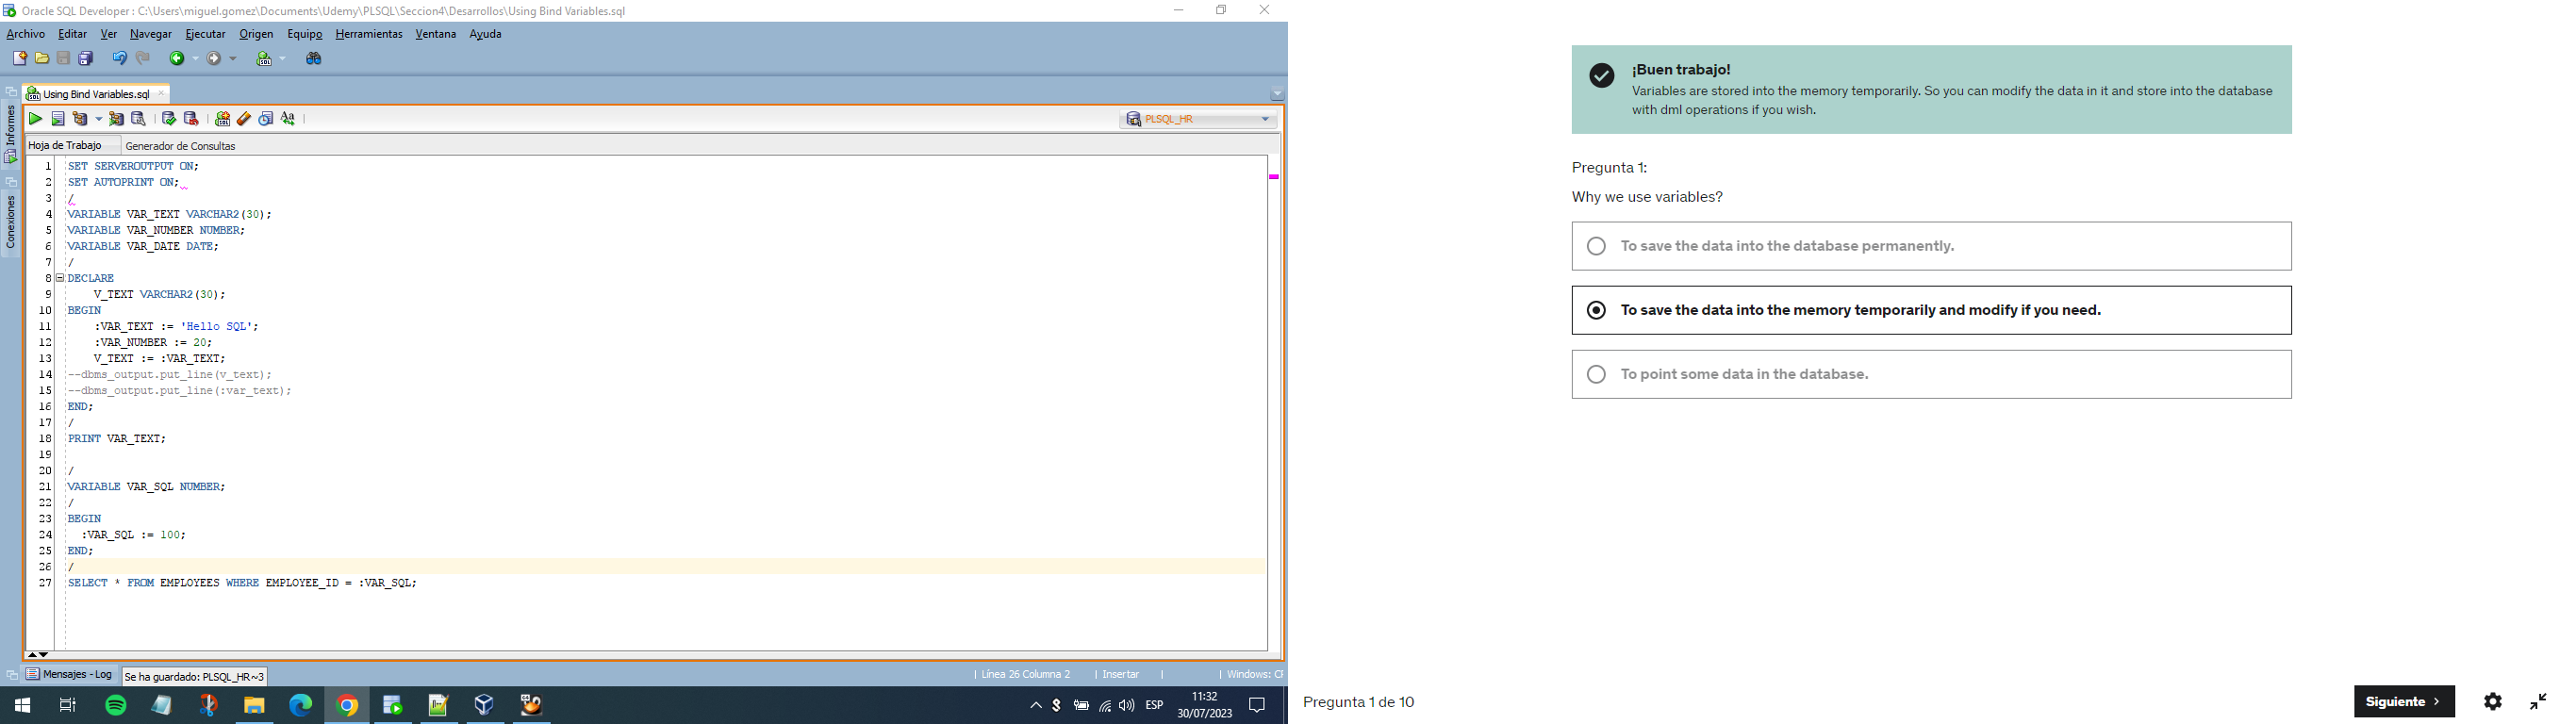 Oracle SQL Developer : C:\Users\miguel.gomez\Documents\Udemy\PLSQL\Seccion4\Desarrollos\Using Bind Variables.sql
Archivo Editar Ver Navegar Ejecutar Origen Equipo Herramientas Ventana Ayuda
Using Bind Variables.sql
Informes
Conexiones
PLSQL_HR
Hoja de Trabajo Generador de Consultas
1 SET SERVEROUTPUT ON;
2 SET AUTOPRINT ON;
3 /
4 VARIABLE VAR_TEXT VARCHAR2(30);
5 VARIABLE VAR_NUMBER NUMBER;
6 VARIABLE VAR_DATE DATE;
7 /
8 DECLARE
9 V_TEXT VARCHAR2(30);
10 BEGIN
11 :VAR_TEXT := 'Hello SQL';
12 :VAR_NUMBER := 20;
13 V_TEXT := :VAR_TEXT;
14 --dbms_output.put_line(v_text);
15 --dbms_output.put_line(:var_text);
16 END;
17 /
18 PRINT VAR_TEXT;
19
20 /
21 VARIABLE VAR_SQL NUMBER;
22 /
23 BEGIN
24 :VAR_SQL := 100;
25 END;
26 /
27 SELECT * FROM EMPLOYEES WHERE EMPLOYEE_ID = :VAR_SQL;
Mensajes - Log Se ha guardado: PLSQL_HR~3
Línea 26 Columna 2 | Insertar | | Windows: CF
ESP
11:32
30/07/2023
¡Buen trabajo!
Variables are stored into the memory temporarily. So you can modify the data in it and store into the database
with dml operations if you wish.
Pregunta 1:
Why we use variables?
To save the data into the database permanently.
To save the data into the memory temporarily and modify if you need.
To point some data in the database.
Pregunta 1 de 10
Siguiente >